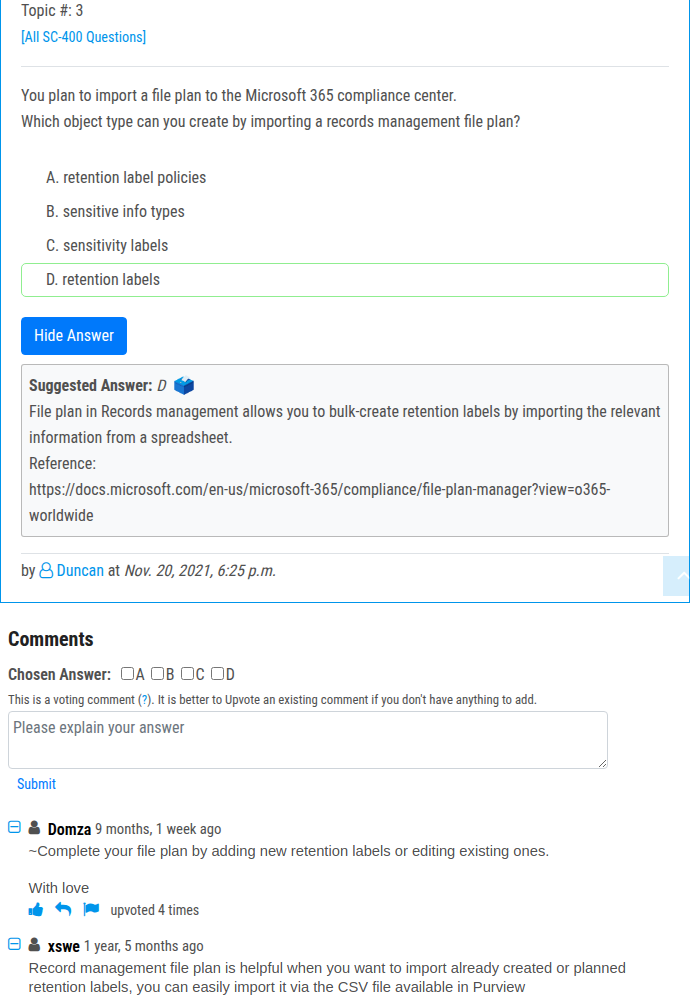 Topic #: 3
[All SC-400 Questions]
You plan to import a file plan to the Microsoft 365 compliance center.
Which object type can you create by importing a records management file plan?
A. retention label policies
B. sensitive info types
C. sensitivity labels
D. retention labels
Hide Answer
Suggested Answer: D
File plan in Records management allows you to bulk-create retention labels by importing the relevant
information from a spreadsheet.
Reference:
https://docs.microsoft.com/en-us/microsoft-365/compliance/file-plan-manager?view=o365-
worldwide
by Duncan at Nov. 20, 2021, 6:25 p.m.
Comments
Chosen Answer: A B C D
This is a voting comment (?). It is better to Upvote an existing comment if you don't have anything to add.
Please explain your answer
Submit
Domza 9 months, 1 week ago
~Complete your file plan by adding new retention labels or editing existing ones.
With love
upvoted 4 times
xswe 1 year, 5 months ago
Record management file plan is helpful when you want to import already created or planned
retention labels, you can easily import it via the CSV file available in Purview